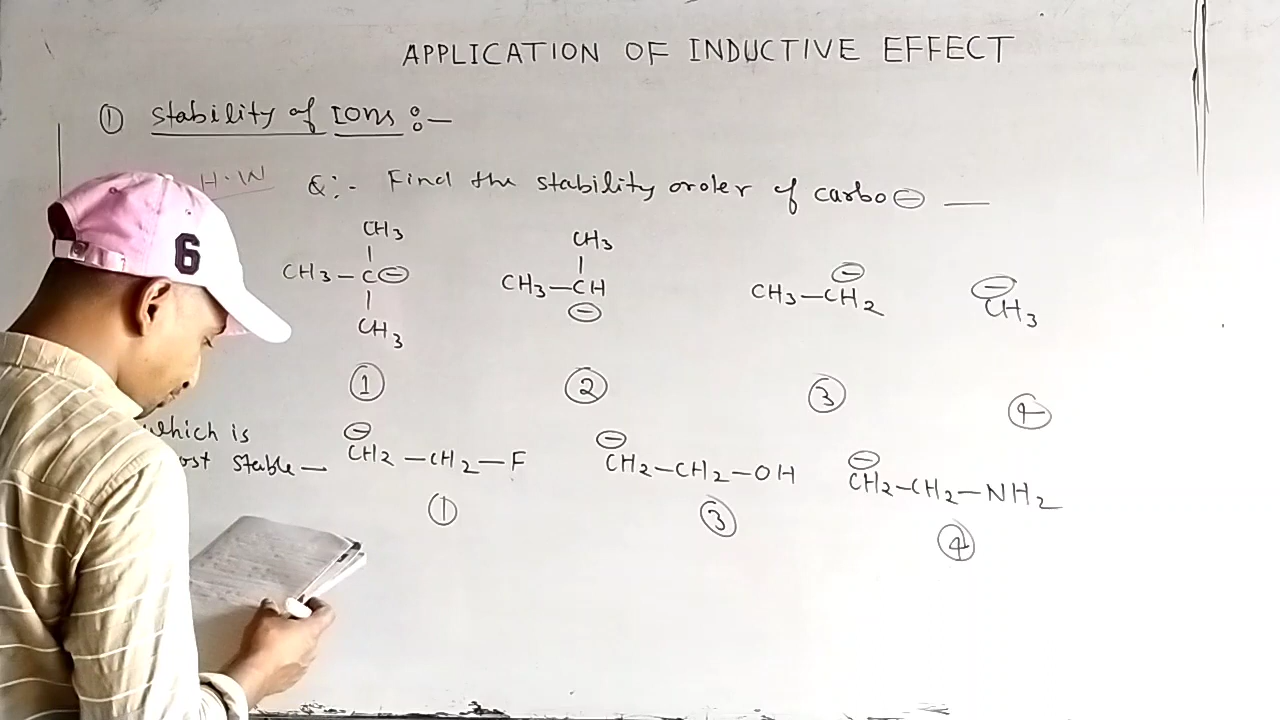 APPLICATION OF INDUCTIVE EFFECT
① Stability of Ions :—
H.W Q:- Find the stability order of carbo⊖ —
CH3 CH3
CH3—C⊖ CH3—CH CH3—CH2 CH3
⊖ ⊖ ⊖
CH3
① ② ③ ④
which is
stable — CH2—CH2—F CH2—CH2—OH CH2—CH2—NH2
⊖ ⊖ ⊖
① ③ ④
6